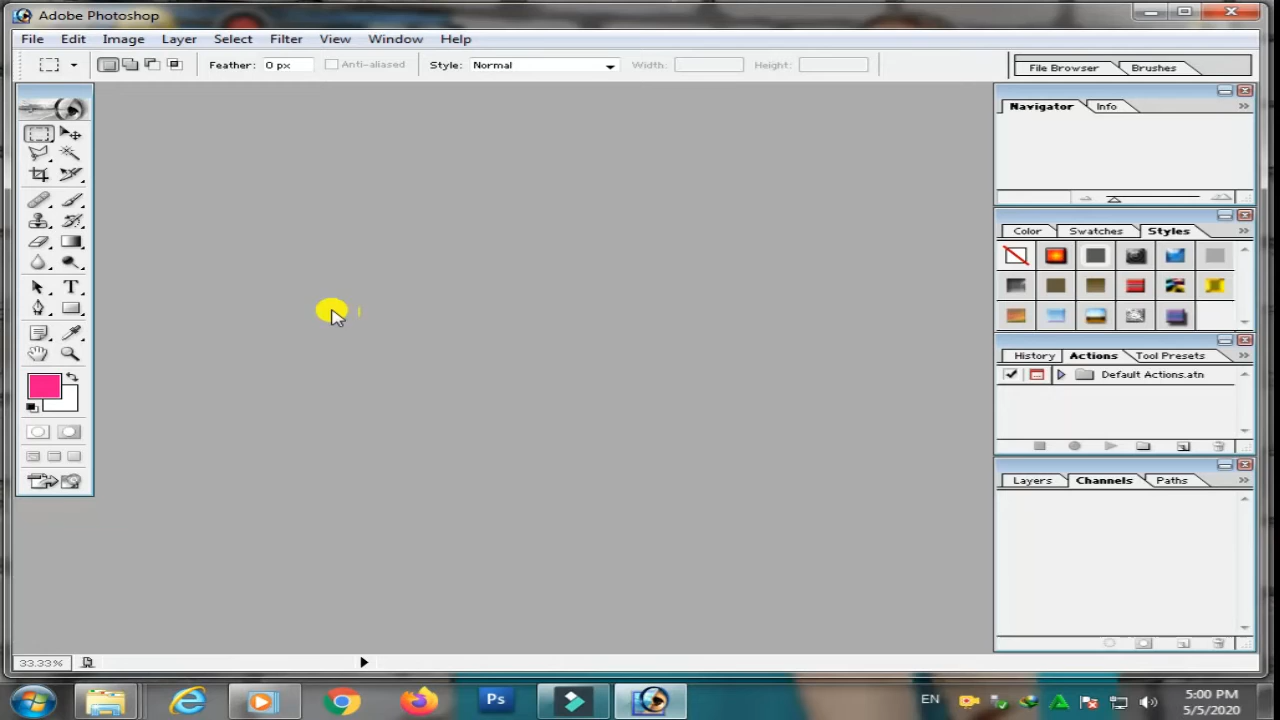 Adobe Photoshop
File Edit Image Layer Select Filter View Window Help
Feather: 0 px Anti-aliased Style: Normal Width: Height: File Browser Brushes
Navigator Info
Color Swatches Styles
History Actions Tool Presets
Default Actions.atn
Layers Channels Paths
33.33%
Ps
EN
5:00 PM
5/5/2020